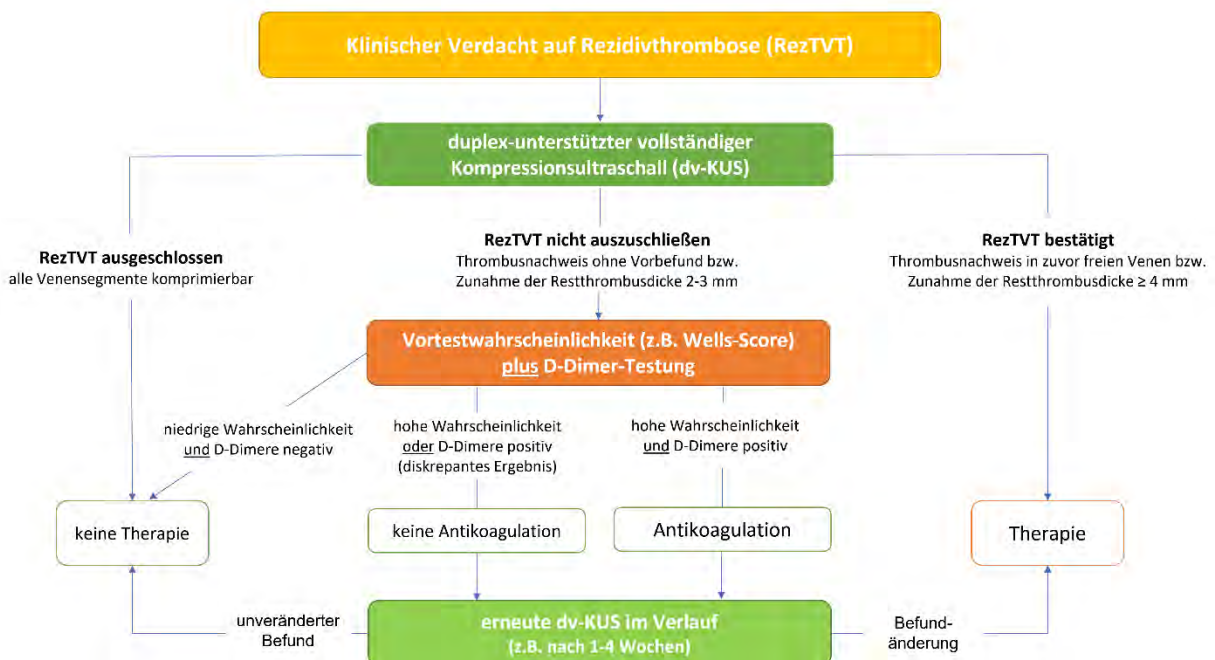 Klinischer Verdacht auf Rezidivthrombose (RezTVT)
duplex-unterstützter vollständiger
Kompressionsultraschall (dv-KUS)
RezTVT ausgeschlossen
alle Venensegmente komprimierbar
RezTVT nicht auszuschließen
Thrombusnachweis ohne Vorbefund bzw.
Zunahme der Restthrombusdicke 2-3 mm
RezTVT bestätigt
Thrombusnachweis in zuvor freien Venen bzw.
Zunahme der Restthrombusdicke ≥ 4 mm
Vortestwahrscheinlichkeit (z.B. Wells-Score)
plus D-Dimer-Testung
niedrige Wahrscheinlichkeit
und D-Dimere negativ
hohe Wahrscheinlichkeit
oder D-Dimere positiv
(diskrepantes Ergebnis)
hohe Wahrscheinlichkeit
und D-Dimere positiv
keine Therapie
keine Antikoagulation
Antikoagulation
Therapie
unveränderter
Befund
erneute dv-KUS im Verlauf
(z.B. nach 1-4 Wochen)
Befund-
änderung